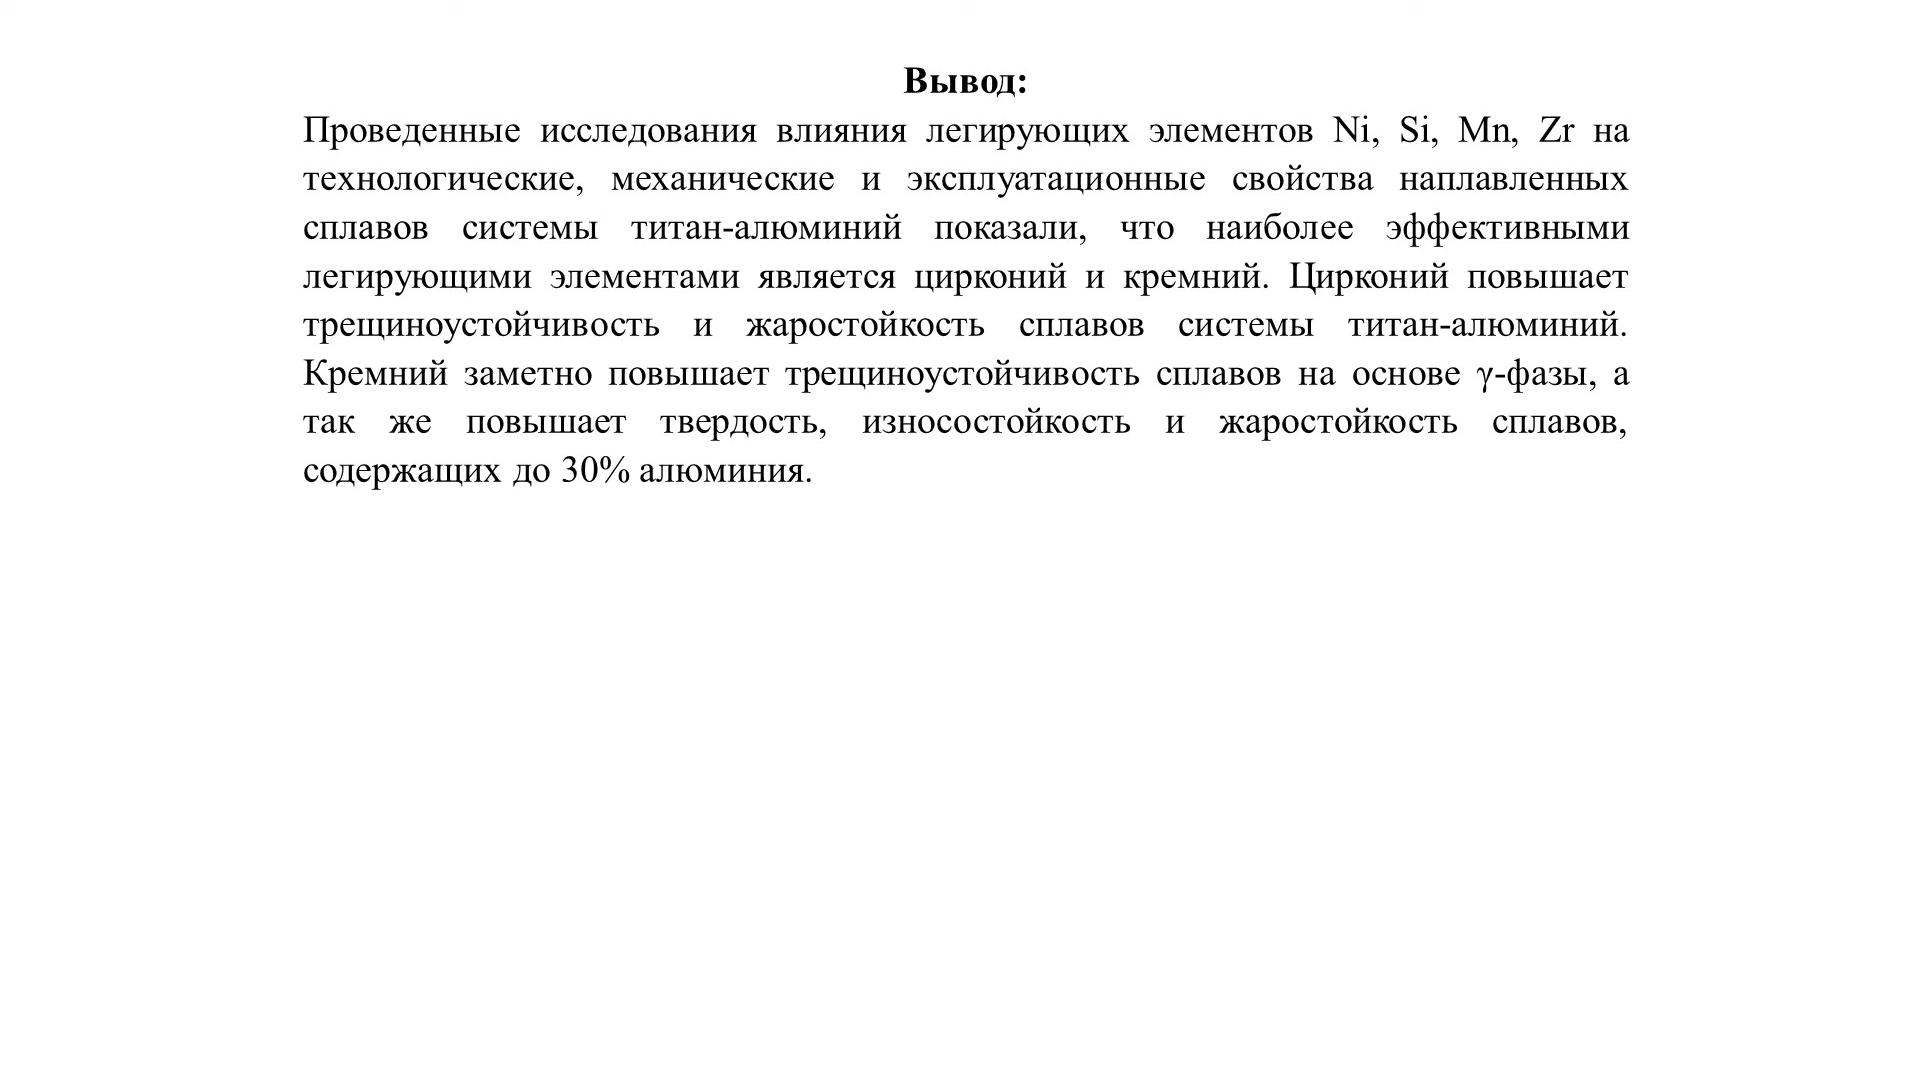 Вывод:
Проведенные исследования влияния легирующих элементов Ni, Si, Mn, Zr на
технологические, механические и эксплуатационные свойства наплавленных
сплавов системы титан-алюминий показали, что наиболее эффективными
легирующими элементами является цирконий и кремний. Цирконий повышает
трещиноустойчивость и жаростойкость сплавов системы титан-алюминий.
Кремний заметно повышает трещиноустойчивость сплавов на основе γ-фазы, а
так же повышает твердость, износостойкость и жаростойкость сплавов,
содержащих до 30% алюминия.